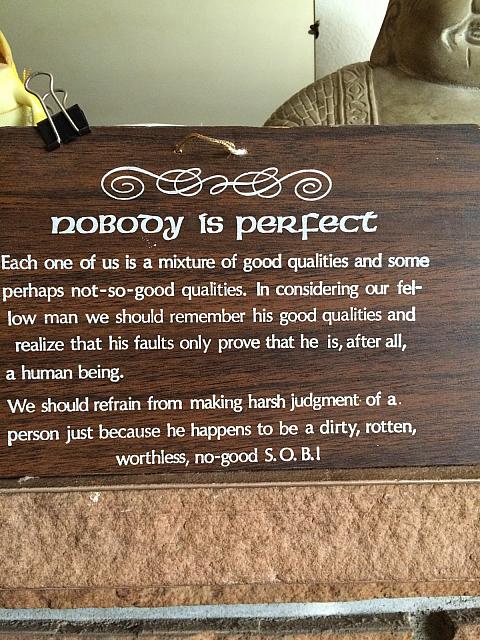 NOBODY IS PERFECT
Each one of us is a mixture of good qualities and some
perhaps not-so-good qualities. In considering our fel-
low man we should remember his good qualities and
realize that his faults only prove that he is, after all,
a human being.
We should refrain from making harsh judgment of a
person just because he happens to be a dirty, rotten,
worthless, no-good S.O.B.!